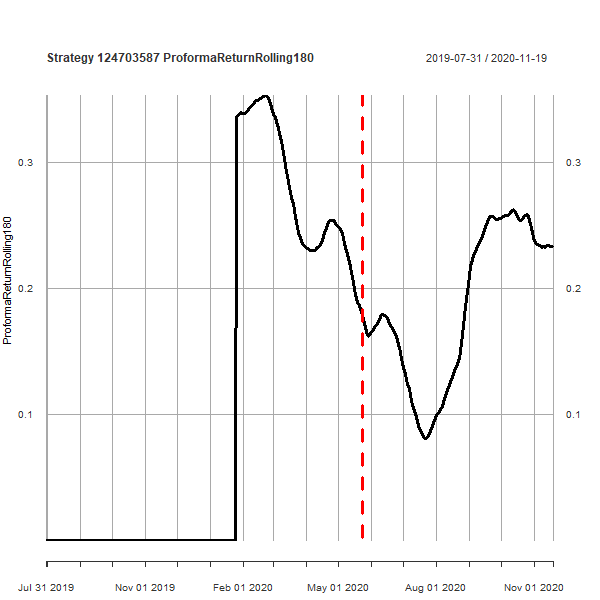 Strategy 124703587 ProformaReturnRolling180
2019-07-31 / 2020-11-19
ProformaReturnRolling180
0.3
0.3
0.2
0.2
0.1
0.1
Jul 31 2019
Nov 01 2019
Feb 01 2020
May 01 2020
Aug 01 2020
Nov 01 2020